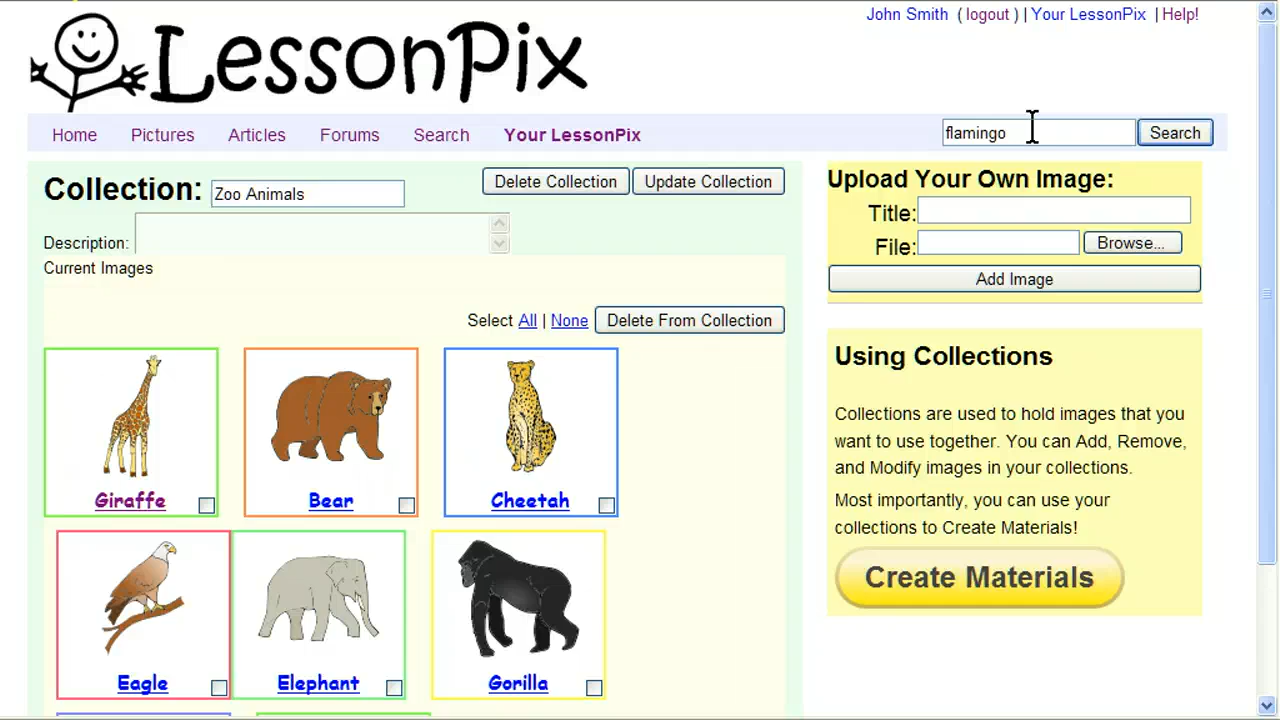 John Smith ( logout ) | Your LessonPix | Help!
LessonPix
Home Pictures Articles Forums Search Your LessonPix flamingo Search
Collection: Zoo Animals Delete Collection Update Collection
Description:
Current Images
Select All | None Delete From Collection
Giraffe Bear Cheetah
Eagle Elephant Gorilla
Upload Your Own Image:
Title:
File: Browse...
Add Image
Using Collections
Collections are used to hold images that you
want to use together. You can Add, Remove,
and Modify images in your collections.
Most importantly, you can use your
collections to Create Materials!
Create Materials